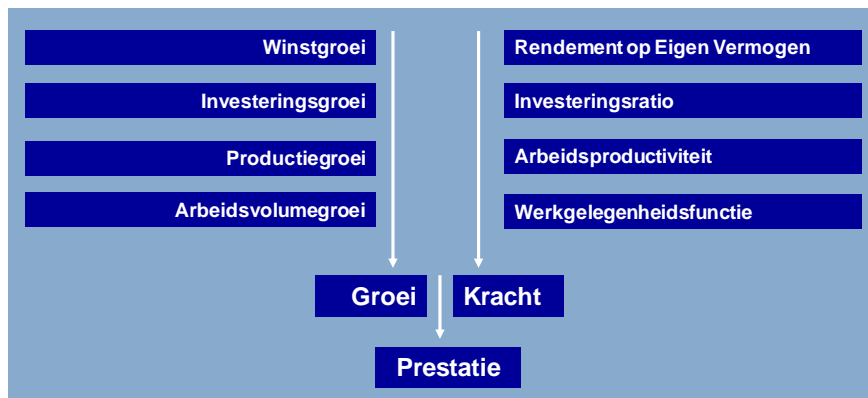 Winstgroei
Rendement op Eigen Vermogen
Investeringsgroei
Investeringsratio
Productiegroei
Arbeidsproductiviteit
Arbeidsvolumegroei
Werkgelegenheidsfunctie
Groei
Kracht
Prestatie